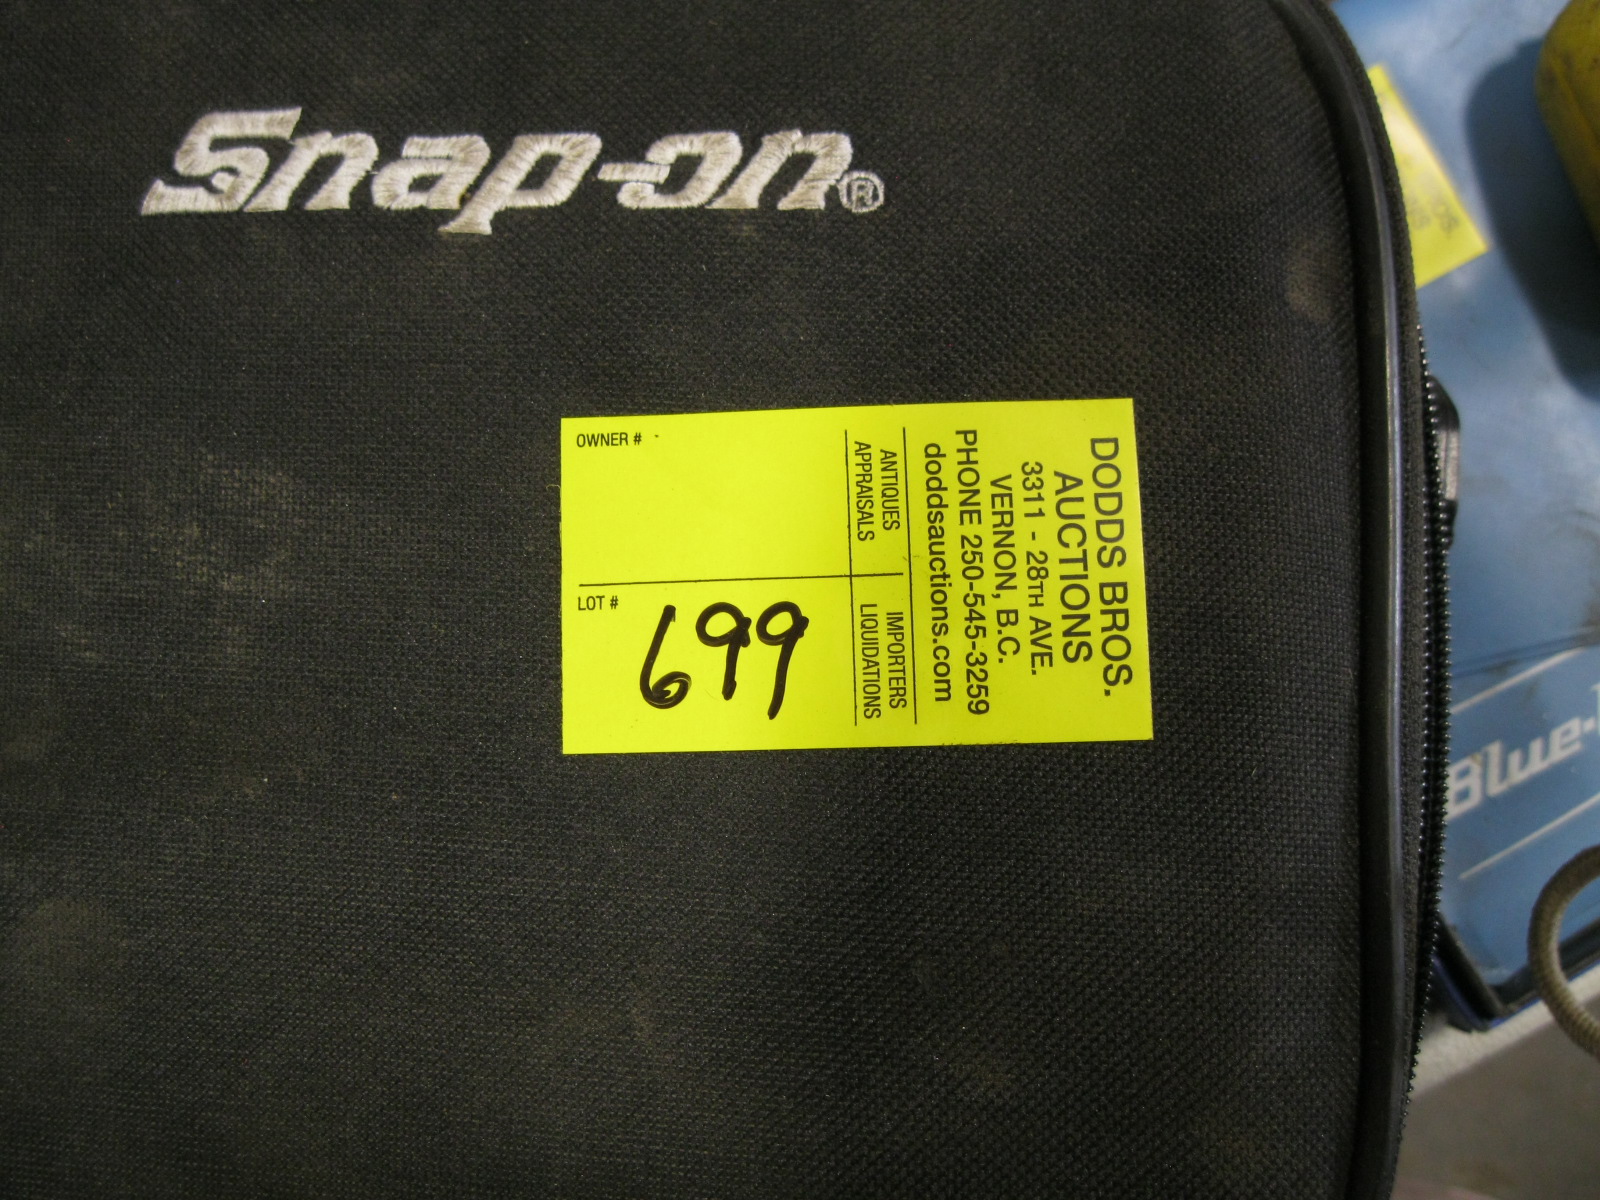 Snap-on®
OWNER #
LOT #
699
DODDS BROS.
AUCTIONS
3311 - 28TH AVE.
VERNON, B.C.
PHONE 250-545-3259
doddsauctions.com
ANTIQUES IMPORTERS
APPRAISALS LIQUIDATIONS
Blue-